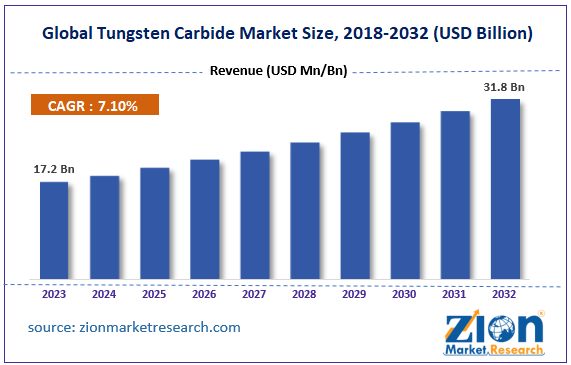 Global Tungsten Carbide Market Size, 2018-2032 (USD Billion)
Revenue (USD Mn/Bn)
CAGR : 7.10%
31.8 Bn
17.2 Bn
2023 2024 2025 2026 2027 2028 2029 2030 2031 2032
source: zionmarketresearch.com
Zion
Market.Research.